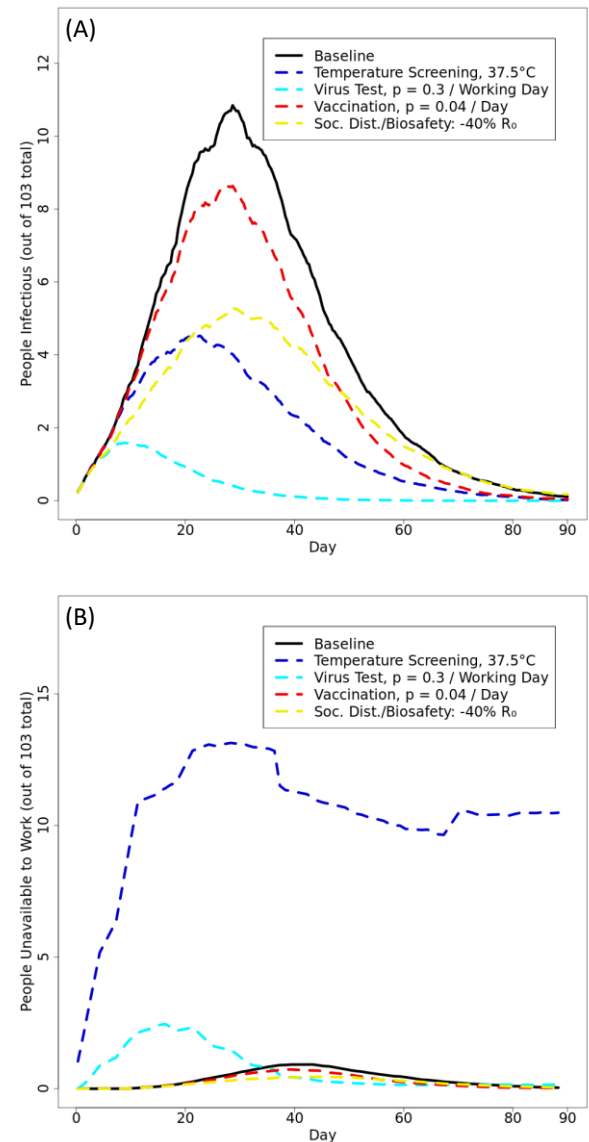 (A)
12
10
8
6
4
2
0
People Infectious (out of 103 total)
Baseline
Temperature Screening, 37.5°C
Virus Test, p = 0.3 / Working Day
Vaccination, p = 0.04 / Day
Soc. Dist./Biosafety: -40% R₀
0 20 40 60 80 90
Day
(B)
15
10
5
0
People Unavailable to Work (out of 103 total)
Baseline
Temperature Screening, 37.5°C
Virus Test, p = 0.3 / Working Day
Vaccination, p = 0.04 / Day
Soc. Dist./Biosafety: -40% R₀
0 20 40 60 80 90
Day